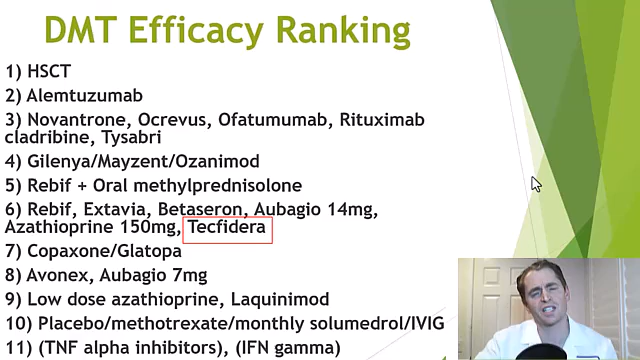 DMT Efficacy Ranking
1) HSCT
2) Alemtuzumab
3) Novantrone, Ocrevus, Ofatumumab, Rituximab
cladribine, Tysabri
4) Gilenya/Mayzent/Ozanimod
5) Rebif + Oral methylprednisolone
6) Rebif, Extavia, Betaseron, Aubagio 14mg,
Azathioprine 150mg, Tecfidera
7) Copaxone/Glatopa
8) Avonex, Aubagio 7mg
9) Low dose azathioprine, Laquinimod
10) Placebo/methotrexate/monthly solumedrol/IVIG
11) (TNF alpha inhibitors), (IFN gamma)